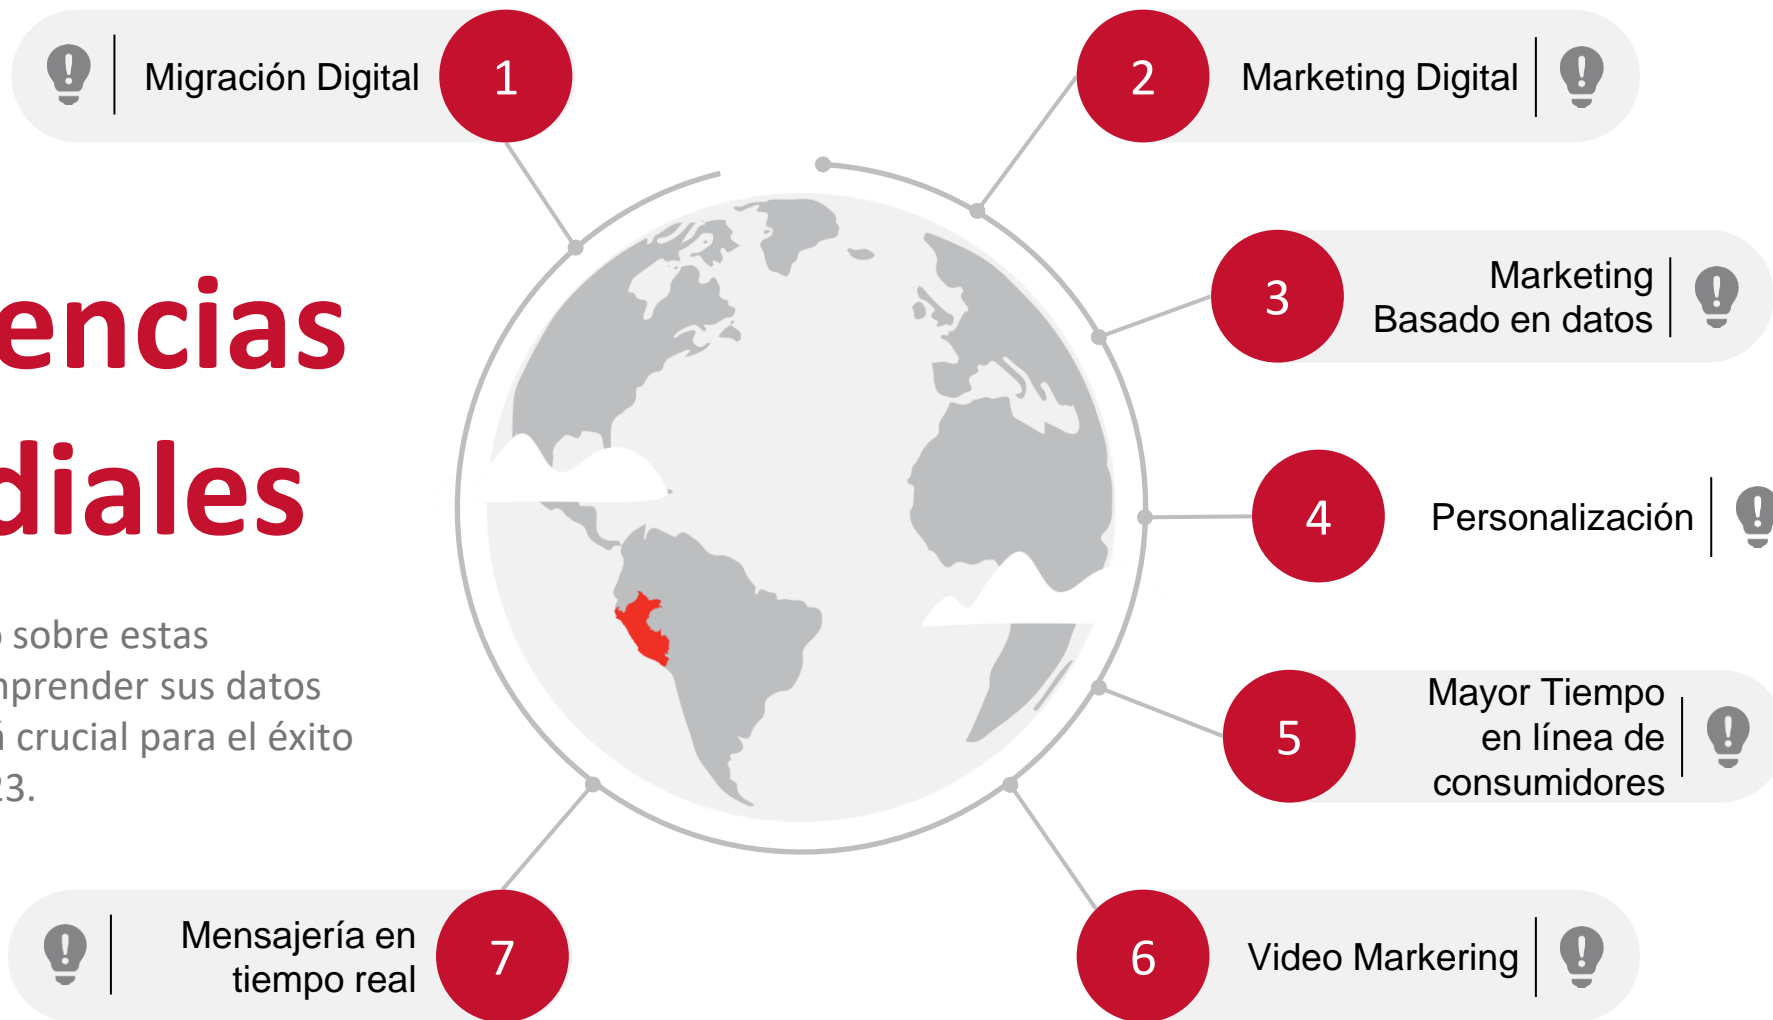 Migración Digital
1
2
Marketing Digital
3
Marketing
Basado en datos
encias
diales
4
Personalización
sobre estas
prender sus datos
crucial para el éxito
23.
5
Mayor Tiempo
en línea de
consumidores
Mensajería en
tiempo real
7
6
Video Markering